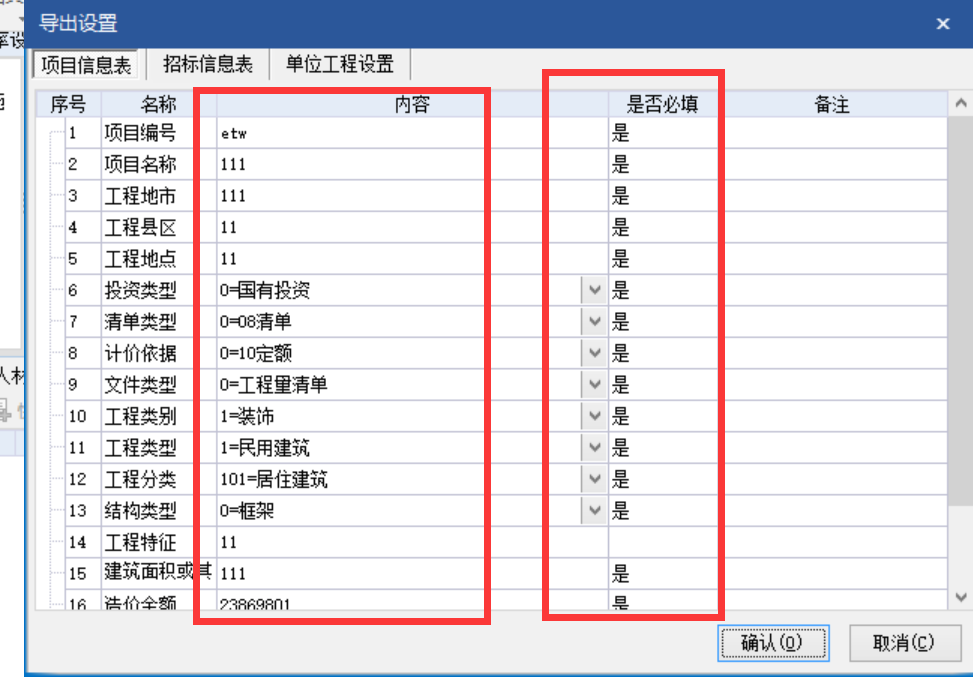 率设
导出设置
项目信息表 招标信息表 单位工程设置
序号 名称 内容 是否必填 备注
1 项目编号 etw 是
2 项目名称 111 是
3 工程地市 111 是
4 工程县区 11 是
5 工程地点 11 是
6 投资类型 0=国有投资 是
7 清单类型 0=08清单 是
8 计价依据 0=10定额 是
9 文件类型 0=工程量清单 是
10 工程类别 1=装饰 是
11 工程类型 1=民用建筑 是
12 工程分类 101=居住建筑 是
13 结构类型 0=框架 是
14 工程特征 11
15 建筑面积或其 111 是
16 造价金额 23869801 是
人材
确认(O) 取消(C)